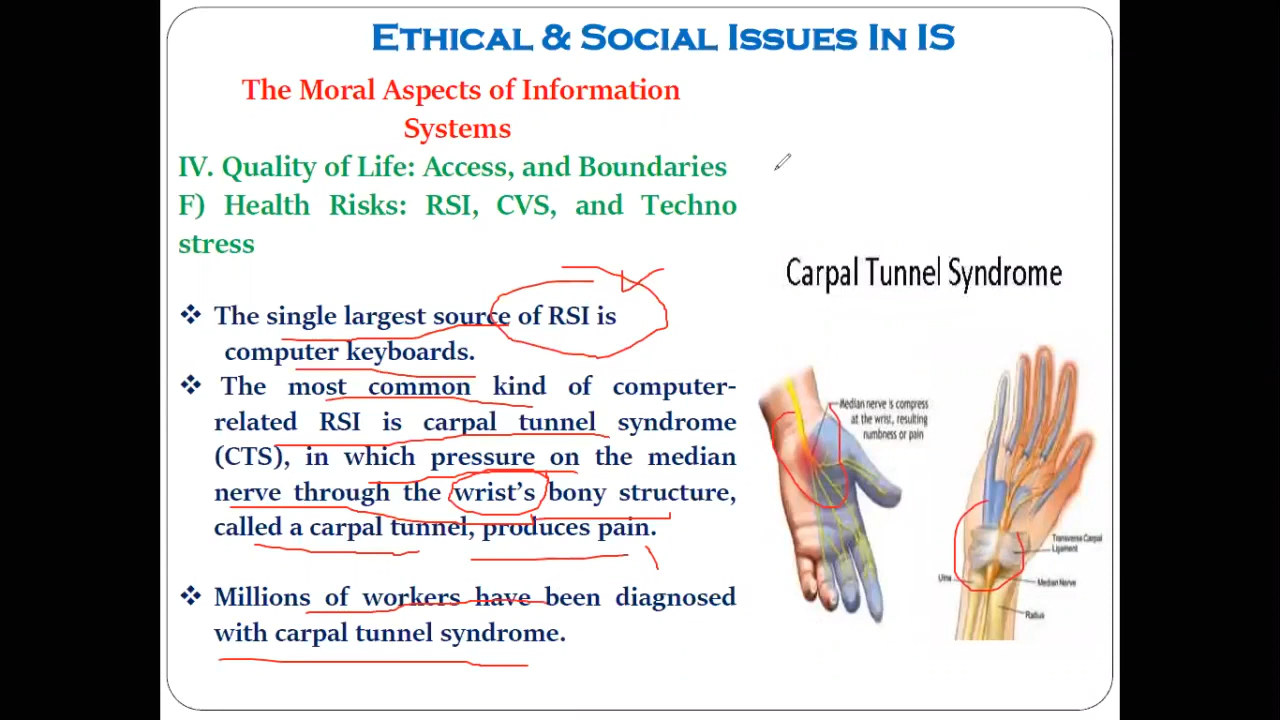 ETHICAL & SOCIAL ISSUES IN IS
The Moral Aspects of Information
Systems
IV. Quality of Life: Access, and Boundaries
F) Health Risks: RSI, CVS, and Techno
stress
❖ The single largest source of RSI is
computer keyboards.
❖ The most common kind of computer-
related RSI is carpal tunnel syndrome
(CTS), in which pressure on the median
nerve through the wrist's bony structure,
called a carpal tunnel, produces pain.
❖ Millions of workers have been diagnosed
with carpal tunnel syndrome.
Carpal Tunnel Syndrome
Median nerve is compress
at the wrist, resulting
numbness or pain
Transverse Carpal
Ligament
Ulna
Median Nerve
Radius